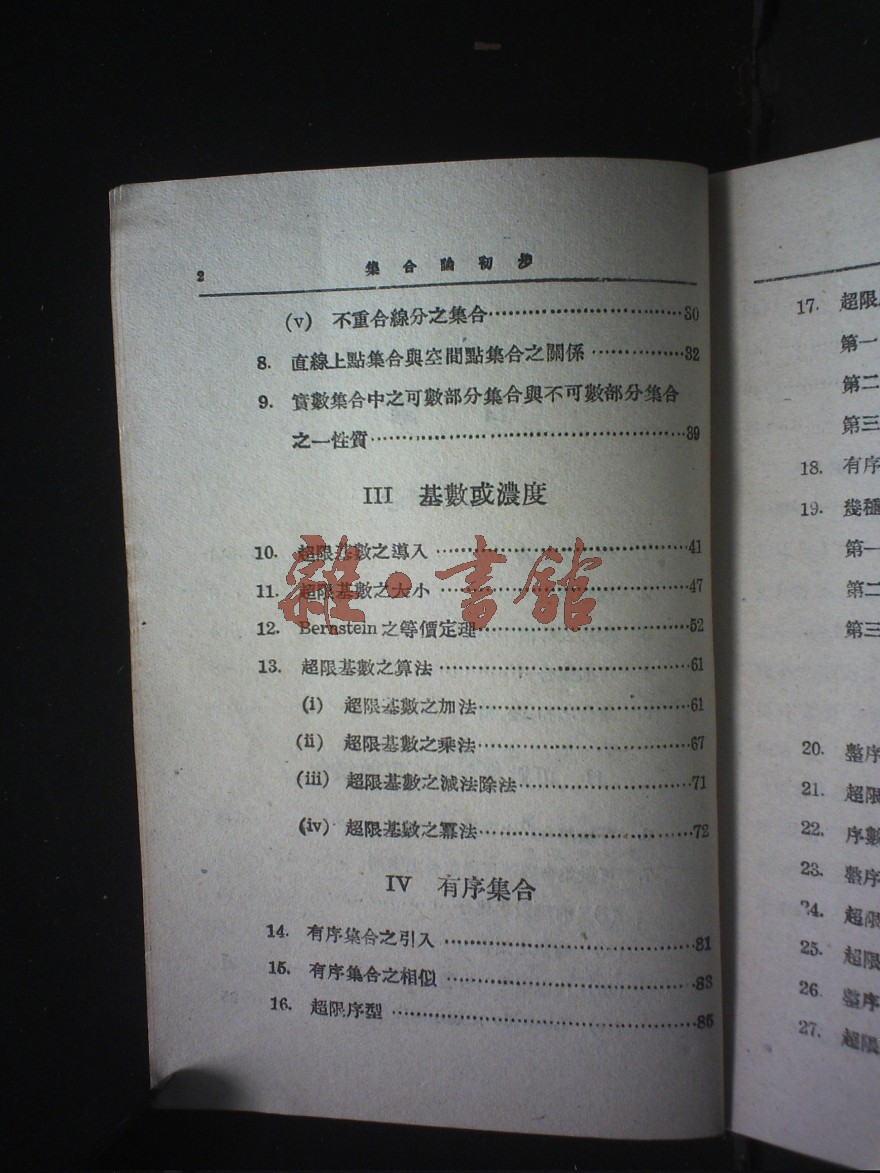 2 集合論初步
(v) 不重合線分之集合……30
8. 直線上點集合與空間點集合之關係……32
9. 實數集合中之可數部分集合與不可數部分集合
之一性質……39
III 基數或濃度
10. 超限基數之導入……41
11. 超限基數之大小……47
12. Bernstein之等價定理……52
13. 超限基數之算法……61
(i) 超限基數之加法……61
(ii) 超限基數之乘法……67
(iii) 超限基數之減法除法……71
(iv) 超限基數之冪法……72
IV 有序集合
14. 有序集合之引入……81
15. 有序集合之相似……83
16. 超限序型……85
雜·書館
17. 超限
第一
第二
第三
18. 有序
19. 幾種
第一
第二
第三
20. 整序
21. 超限
22. 序數
23. 整序
24. 超限
25. 超限
26. 整序
27. 超限